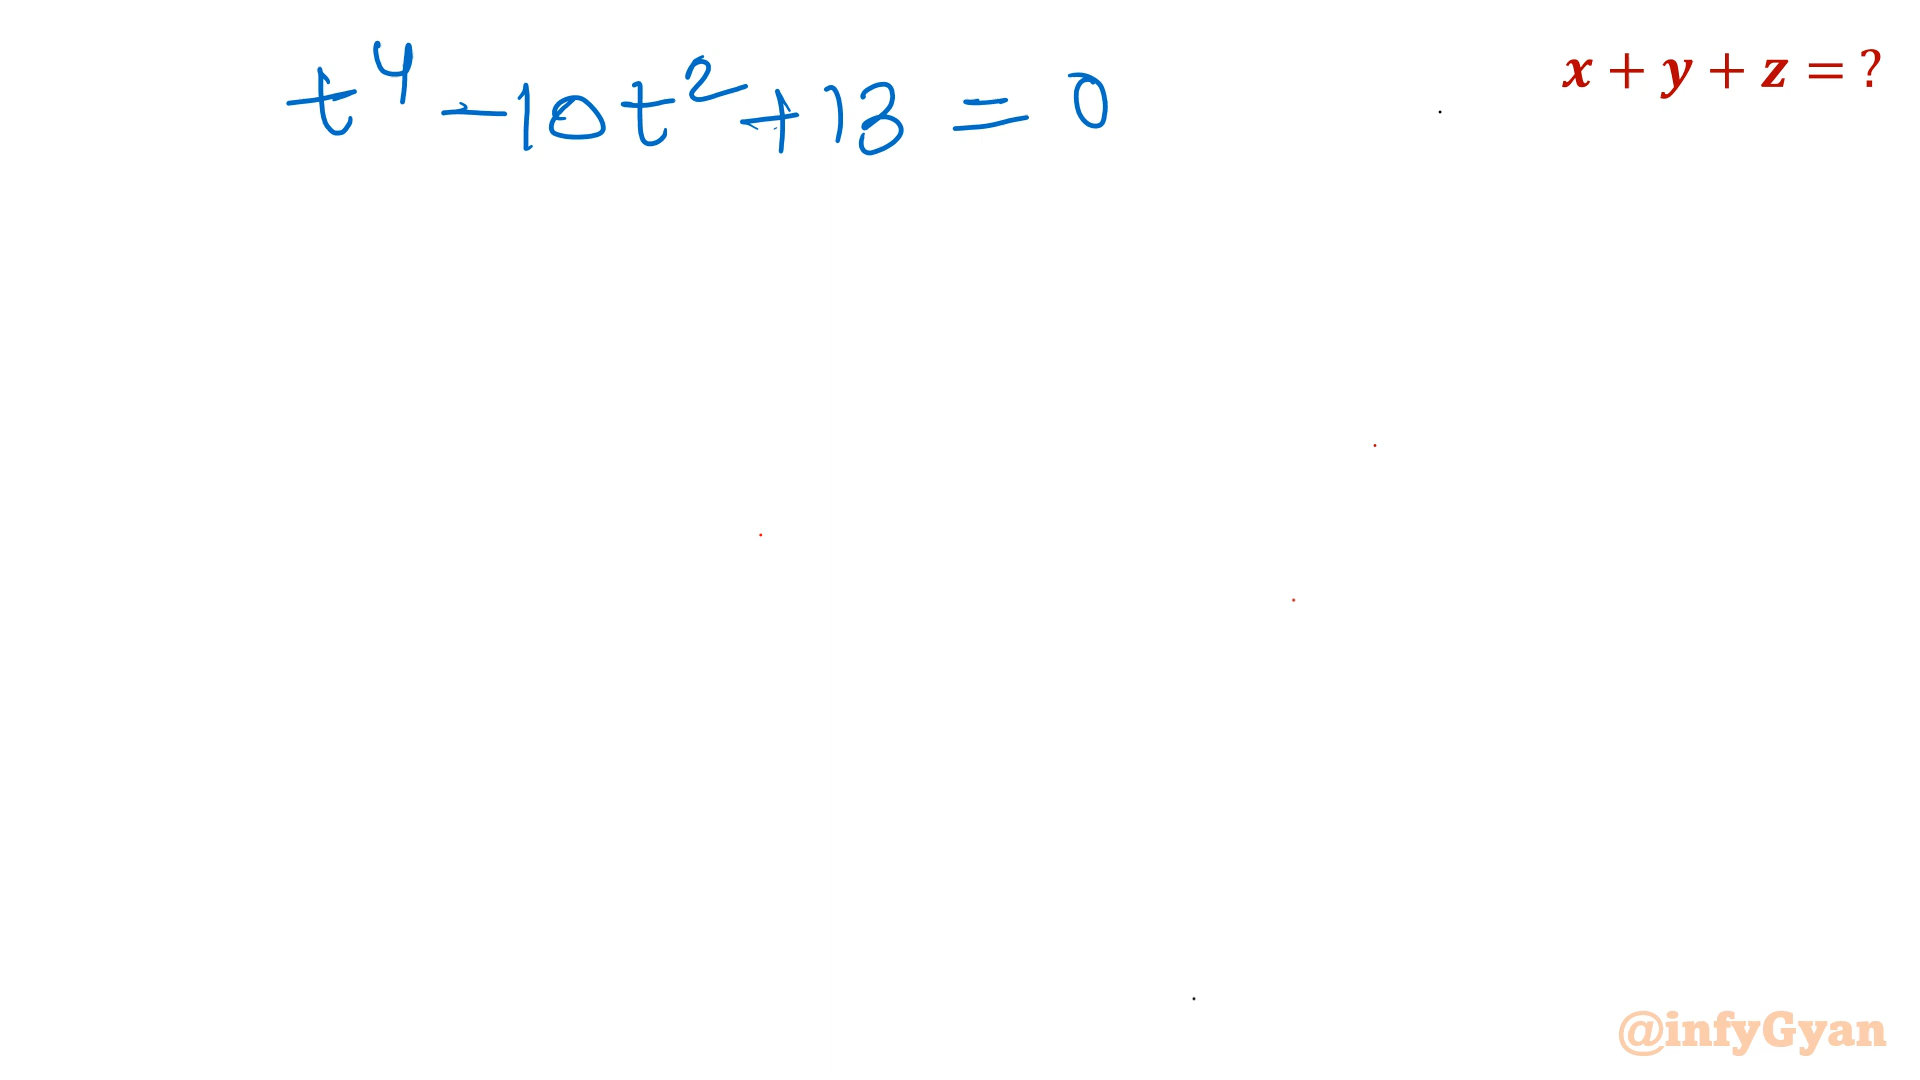 t⁴ − 10t² + 13 = 0
x + y + z = ?
@infyGyan